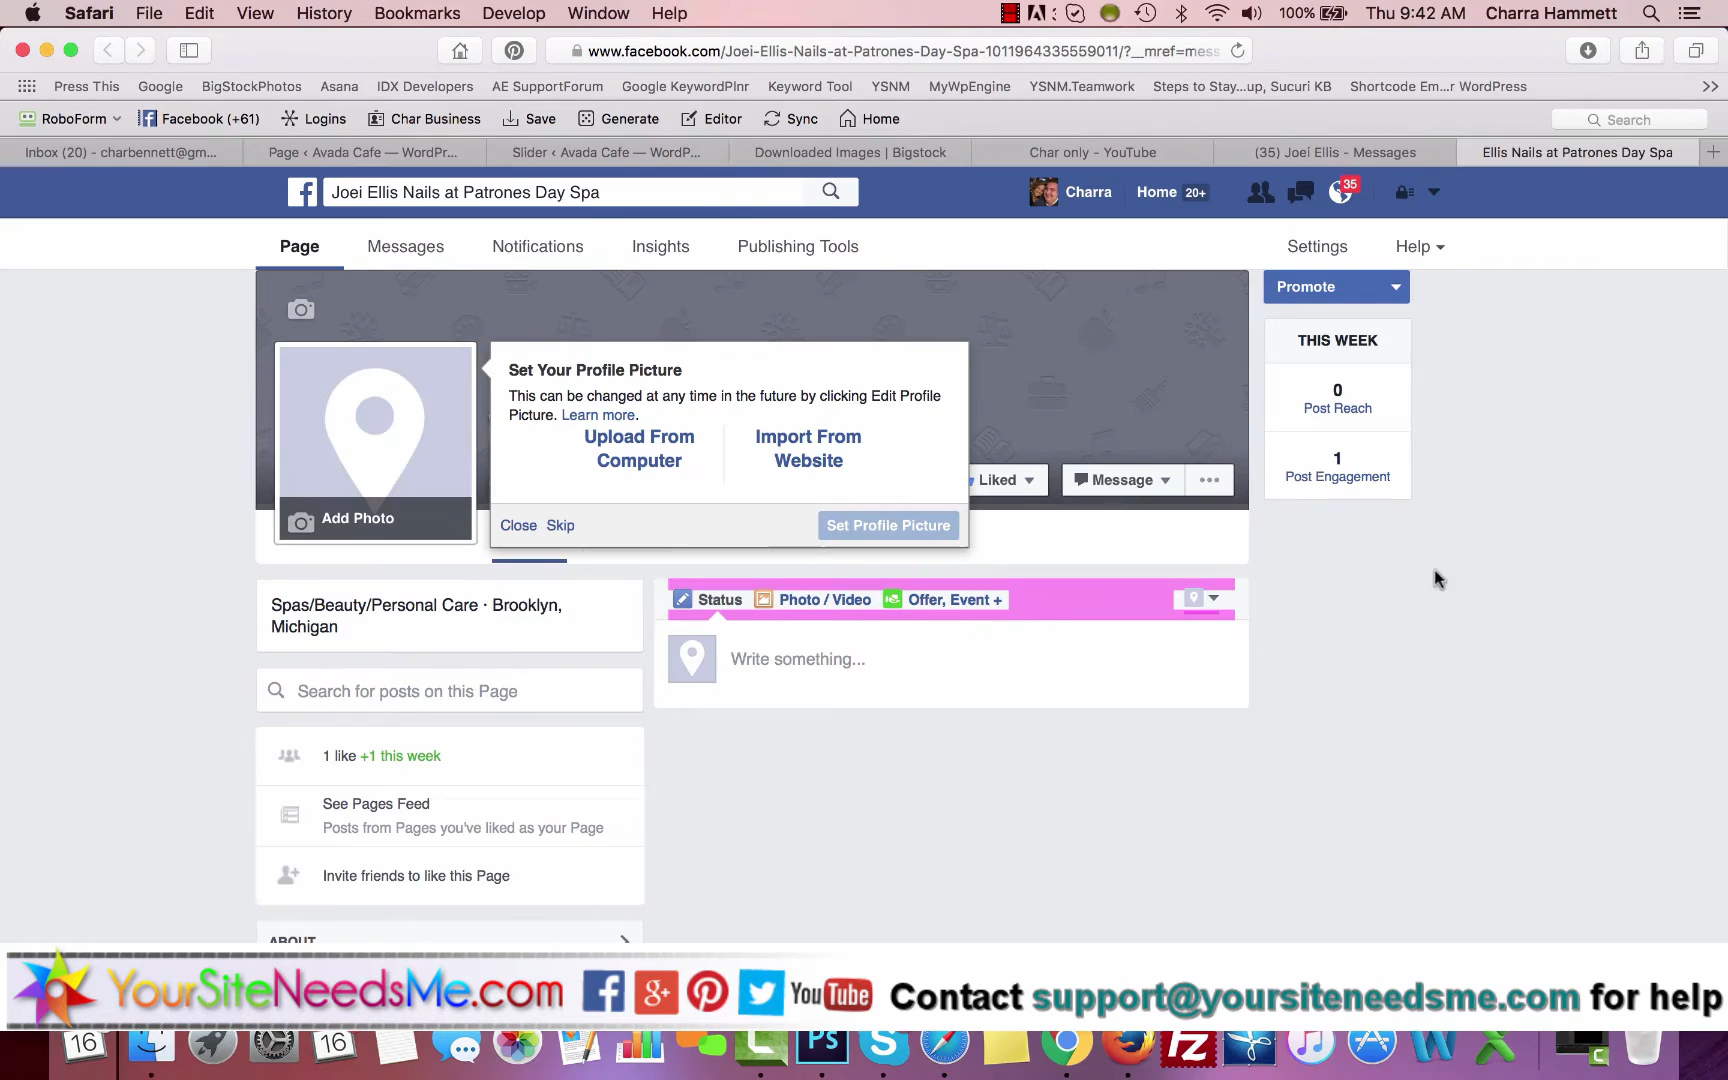 Safari File Edit View History Bookmarks Develop Window Help 100% Thu 9:42 AM Charra Hammett
www.facebook.com/Joei-Ellis-Nails-at-Patrones-Day-Spa-1011964335559011/?__mref=mess
Press This Google BigStockPhotos Asana IDX Developers AE SupportForum Google KeywordPlnr Keyword Tool YSNM MyWpEngine YSNM.Teamwork Steps to Stay...up, Sucuri KB Shortcode Em...r WordPress
RoboForm Facebook (+61) Logins Char Business Save Generate Editor Sync Home Search
Inbox (20) - charbennett@gm... Page ‹ Avada Cafe — WordPr... Slider ‹ Avada Cafe — WordP... Downloaded Images | Bigstock Char only - YouTube (35) Joei Ellis - Messages Ellis Nails at Patrones Day Spa
Joei Ellis Nails at Patrones Day Spa Charra Home 20+ 35
Page Messages Notifications Insights Publishing Tools Settings Help
Promote
THIS WEEK
0
Post Reach
1
Post Engagement
Set Your Profile Picture
This can be changed at any time in the future by clicking Edit Profile
Picture. Learn more.
Upload From
Computer
Import From
Website
Liked Message
Add Photo
Close Skip Set Profile Picture
Spas/Beauty/Personal Care · Brooklyn,
Michigan
Status Photo / Video Offer, Event +
Write something...
Search for posts on this Page
1 like +1 this week
See Pages Feed
Posts from Pages you've liked as your Page
Invite friends to like this Page
ABOUT
YourSiteNeedsMe.com f g+ You Tube Contact support@yoursiteneedsme.com for help
16 16 Ps S FZ W X C